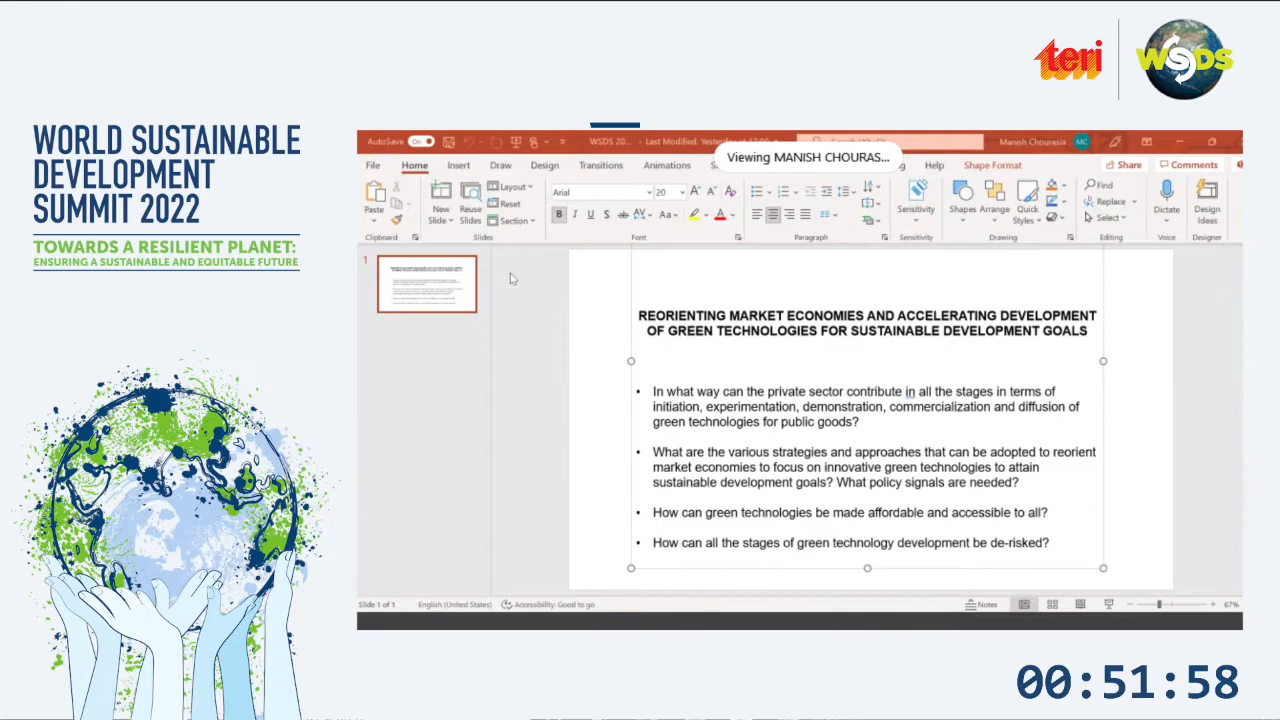 teri
WSDS
WORLD SUSTAINABLE
DEVELOPMENT
SUMMIT 2022
TOWARDS A RESILIENT PLANET:
ENSURING A SUSTAINABLE AND EQUITABLE FUTURE
AutoSave On WSDS 20... - Last Modified: Manish Chourasia MC
Viewing MANISH CHOURAS...
File Home Insert Draw Design Transitions Animations Help Shape Format Share Comments
Paste New Slide Reuse Slides Layout Reset Section Arial 20 Sensitivity Shapes Arrange Quick Styles Find Replace Select Dictate Design Ideas
Clipboard Slides Font Paragraph Sensitivity Drawing Editing Voice Designer
1
REORIENTING MARKET ECONOMIES AND ACCELERATING DEVELOPMENT
OF GREEN TECHNOLOGIES FOR SUSTAINABLE DEVELOPMENT GOALS
• In what way can the private sector contribute in all the stages in terms of
initiation, experimentation, demonstration, commercialization and diffusion of
green technologies for public goods?
• What are the various strategies and approaches that can be adopted to reorient
market economies to focus on innovative green technologies to attain
sustainable development goals? What policy signals are needed?
• How can green technologies be made affordable and accessible to all?
• How can all the stages of green technology development be de-risked?
Slide 1 of 1 English (United States) Accessibility: Good to go Notes 67%
00:51:58